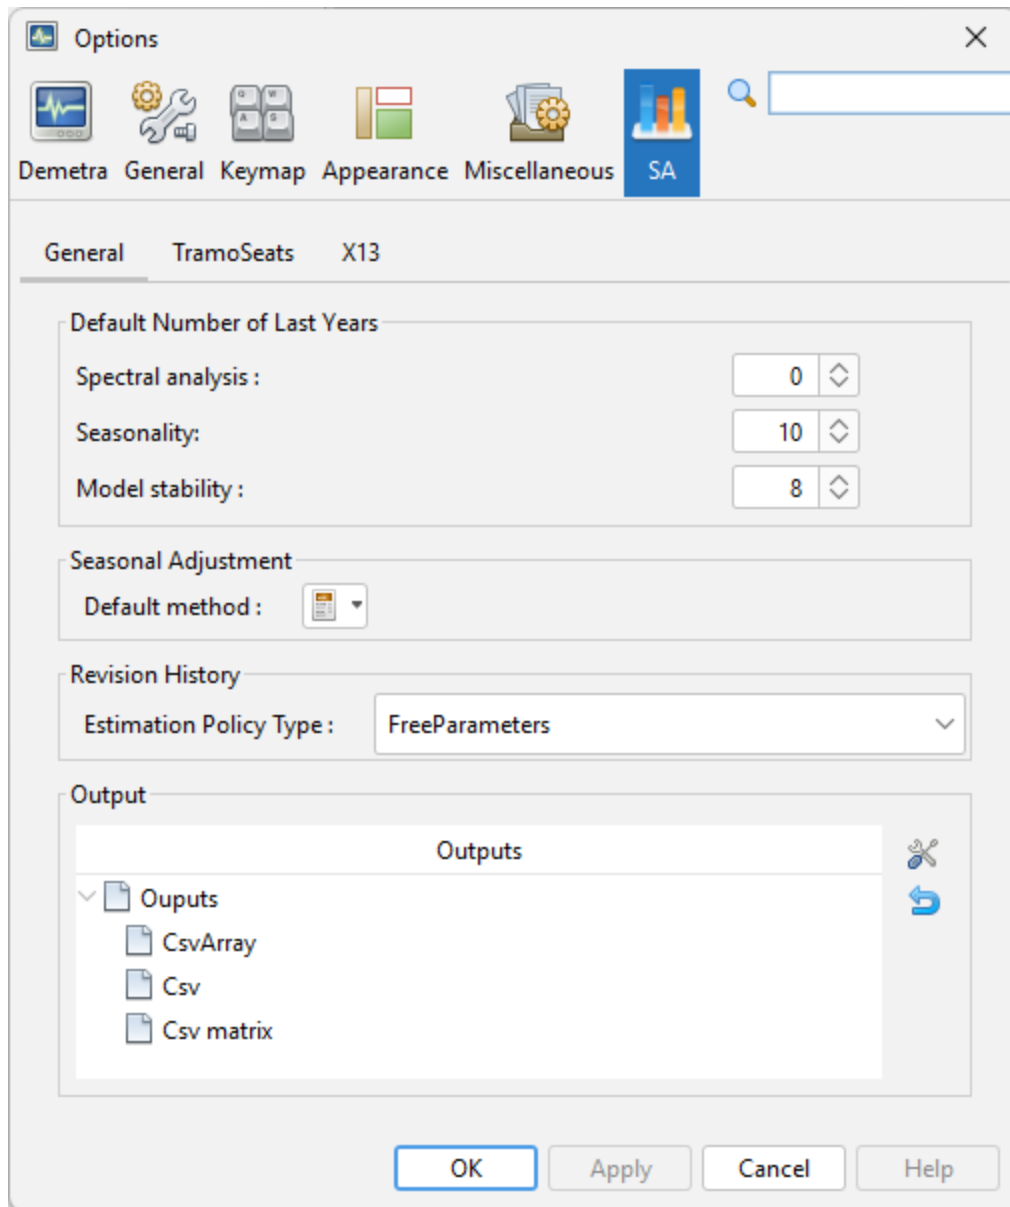 Options
Demetra General Keymap Appearance Miscellaneous SA
General TramoSeats X13
Default Number of Last Years
Spectral analysis : 0
Seasonality: 10
Model stability : 8
Seasonal Adjustment
Default method :
Revision History
Estimation Policy Type : FreeParameters
Output
Outputs
Ouputs
CsvArray
Csv
Csv matrix
OK Apply Cancel Help